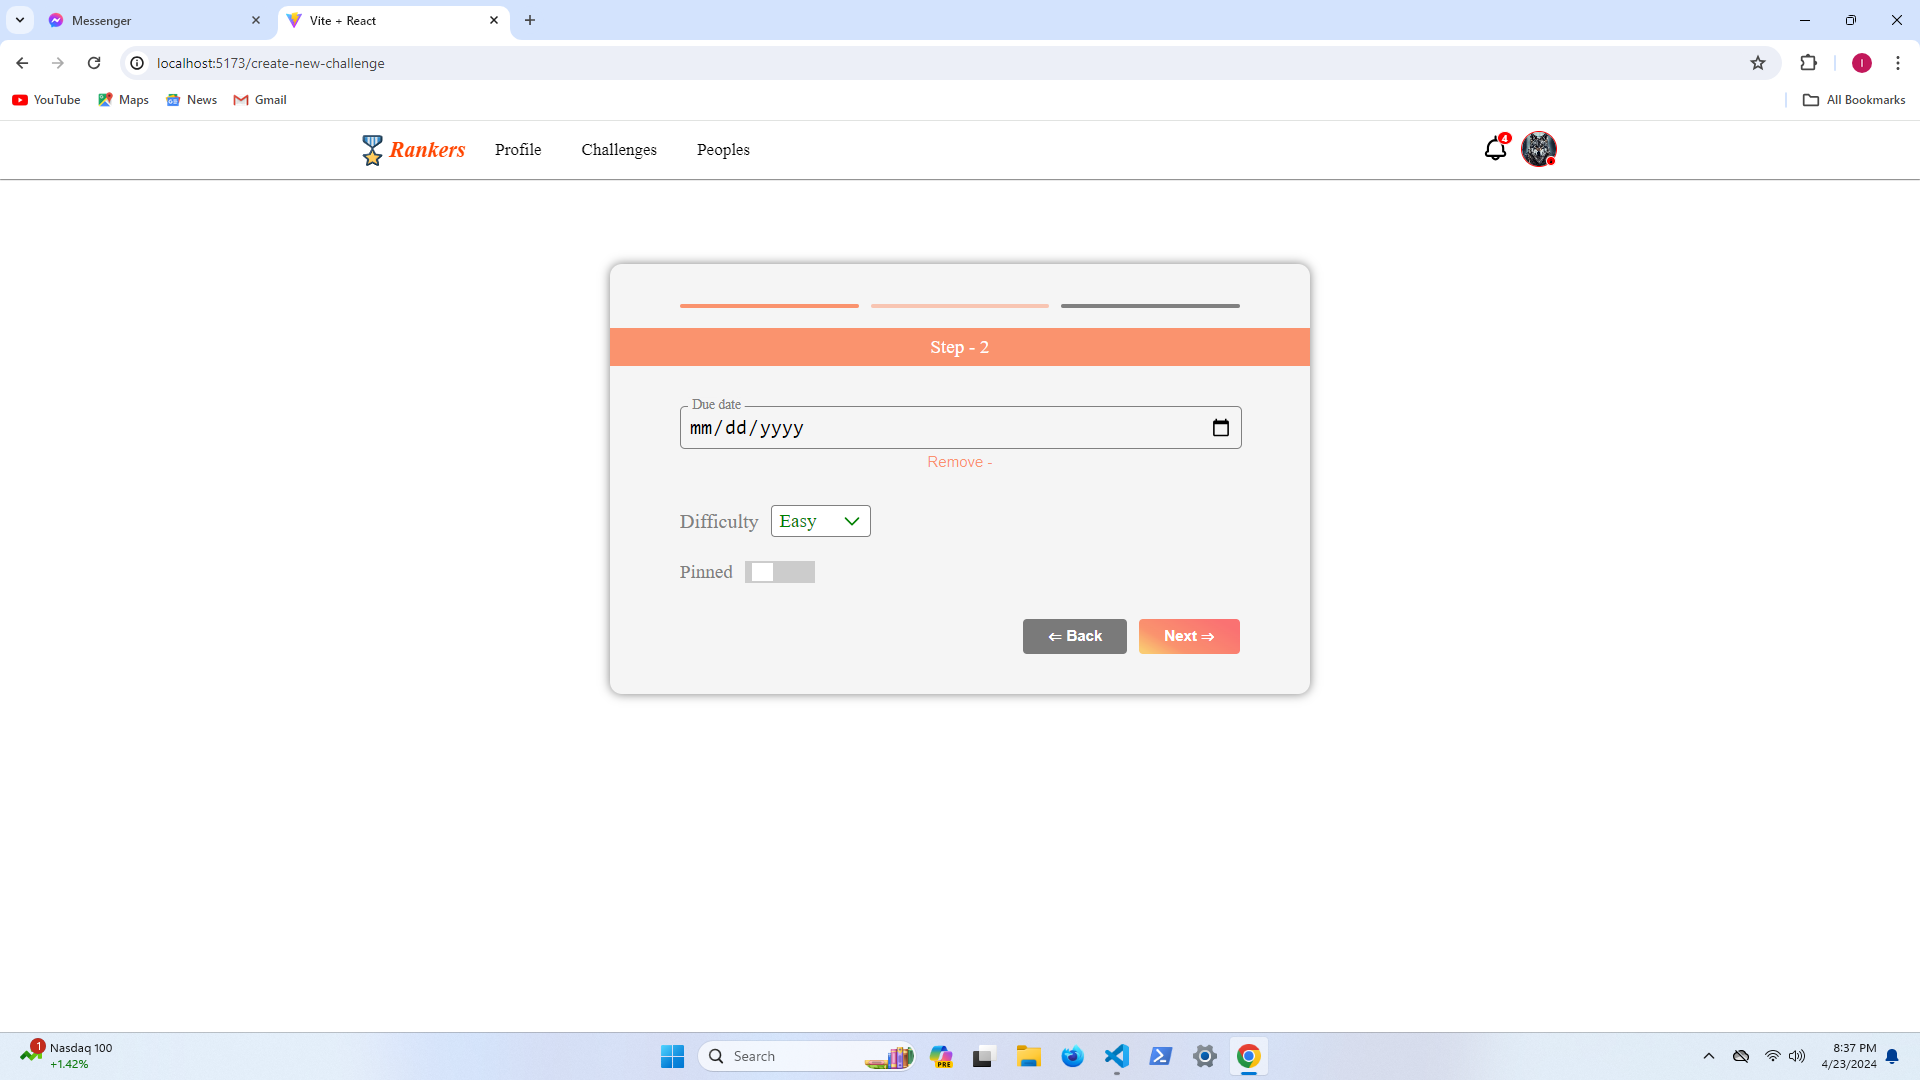 Messenger
Vite + React
localhost:5173/create-new-challenge
YouTube
Maps
News
Gmail
All Bookmarks
Rankers
Profile
Challenges
Peoples
4
Step - 2
Due date
mm/dd/yyyy
Remove -
Difficulty
Easy
Pinned
⇐ Back
Next ⇒
1
Nasdaq 100
+1.42%
Search
PRE
8:37 PM
4/23/2024